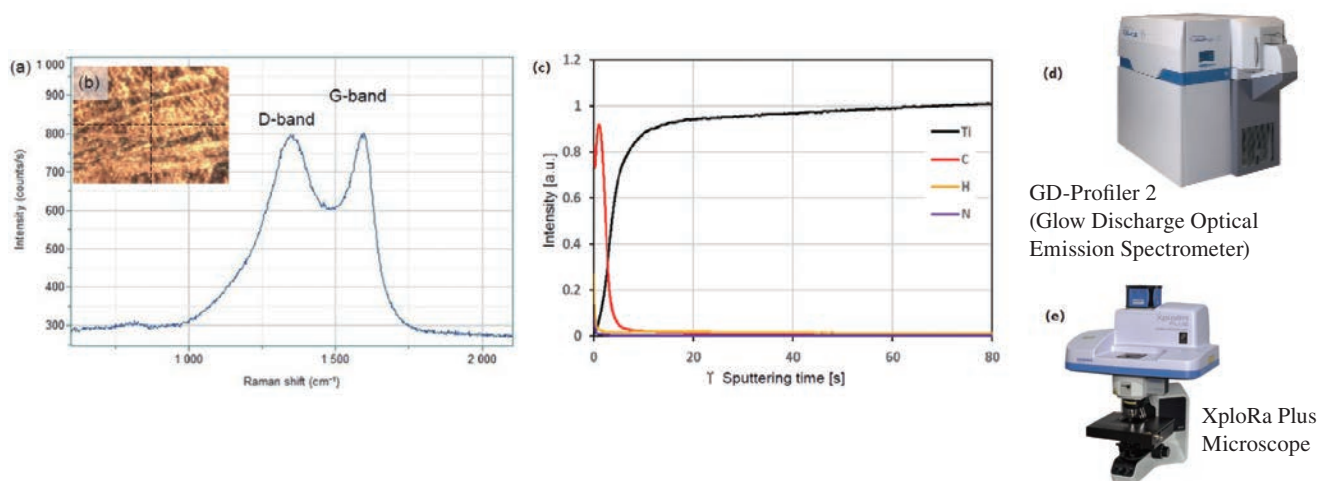 (a)
1 000
900
800
700
600
500
400
300
Intensity (counts/s)
(b)
D-band
G-band
1 000
1 500
2 000
Raman shift (cm⁻¹)
(c)
1.2
1
0.8
0.6
0.4
0.2
0
Intensity [a.u.]
Ti
C
H
N
0
20
40
60
80
ϒ Sputtering time [s]
(d)
GD-Profiler 2
(Glow Discharge Optical
Emission Spectrometer)
(e)
XploRA
PLUS
XploRa Plus
Microscope